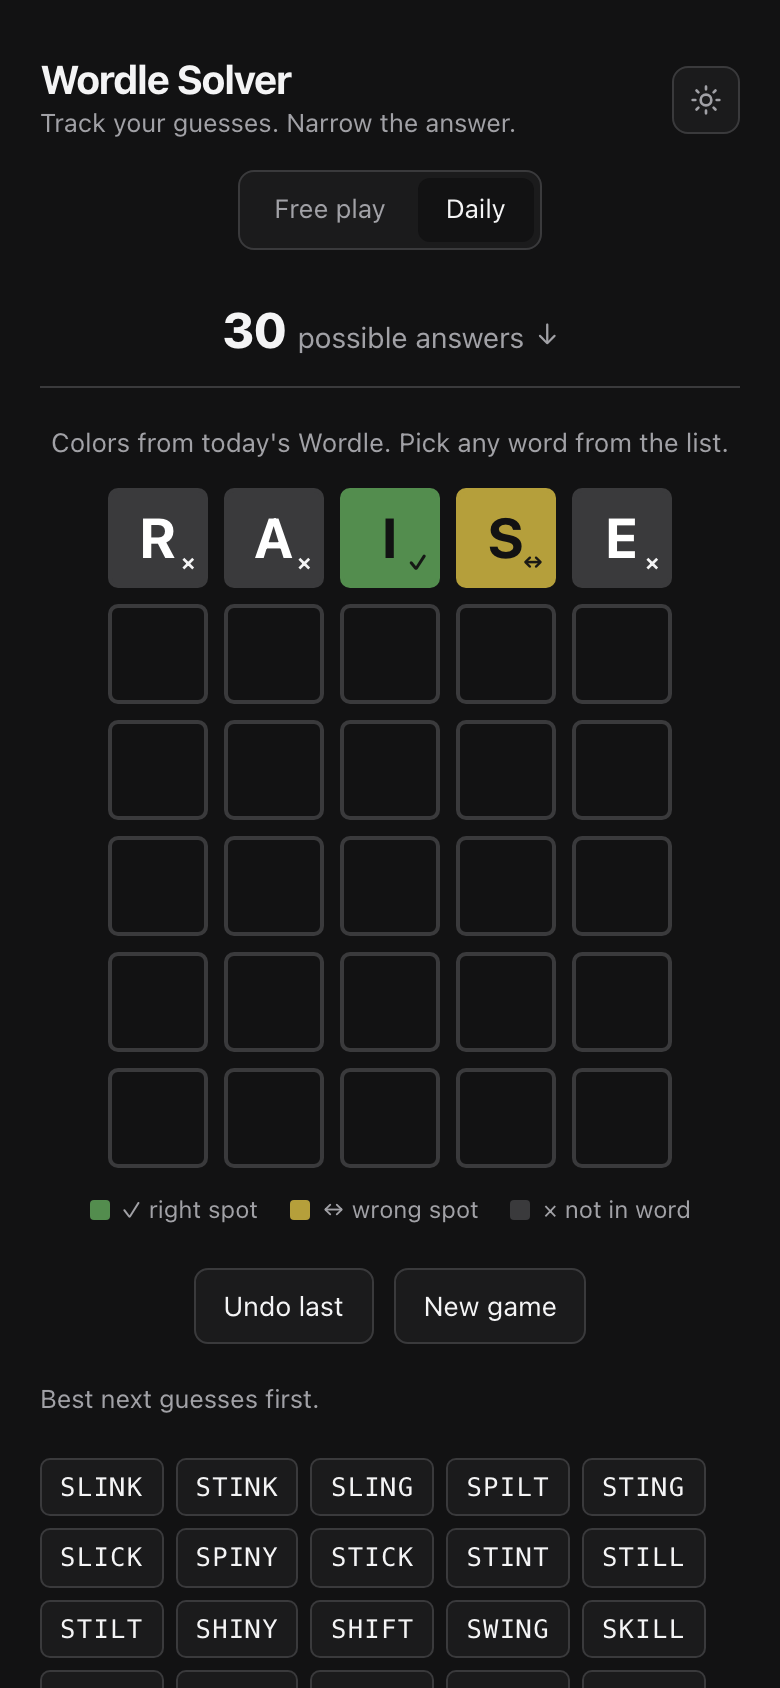 Wordle Solver
Track your guesses. Narrow the answer.
Free play Daily
30 possible answers ↓
Colors from today's Wordle. Pick any word from the list.
R× A× I✓ S↔ E×
✓ right spot ↔ wrong spot × not in word
Undo last New game
Best next guesses first.
SLINK STINK SLING SPILT STING
SLICK SPINY STICK STINT STILL
STILT SHINY SHIFT SWING SKILL